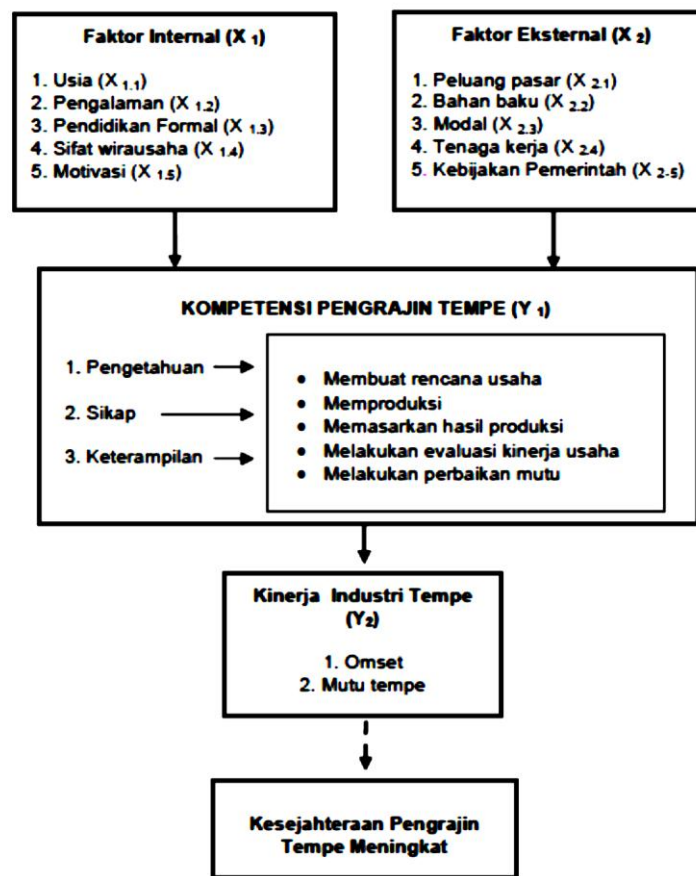 Faktor Internal (X 1)
1. Usia (X 1.1)
2. Pengalaman (X 1.2)
3. Pendidikan Formal (X 1.3)
4. Sifat wirausaha (X 1.4)
5. Motivasi (X 1.5)
Faktor Eksternal (X 2)
1. Peluang pasar (X 2.1)
2. Bahan baku (X 2.2)
3. Modal (X 2.3)
4. Tenaga kerja (X 2.4)
5. Kebijakan Pemerintah (X 2-5)
KOMPETENSI PENGRAJIN TEMPE (Y 1)
1. Pengetahuan
2. Sikap
3. Keterampilan
• Membuat rencana usaha
• Memproduksi
• Memasarkan hasil produksi
• Melakukan evaluasi kinerja usaha
• Melakukan perbaikan mutu
Kinerja Industri Tempe
(Y2)
1. Omset
2. Mutu tempe
Kesejahteraan Pengrajin
Tempe Meningkat